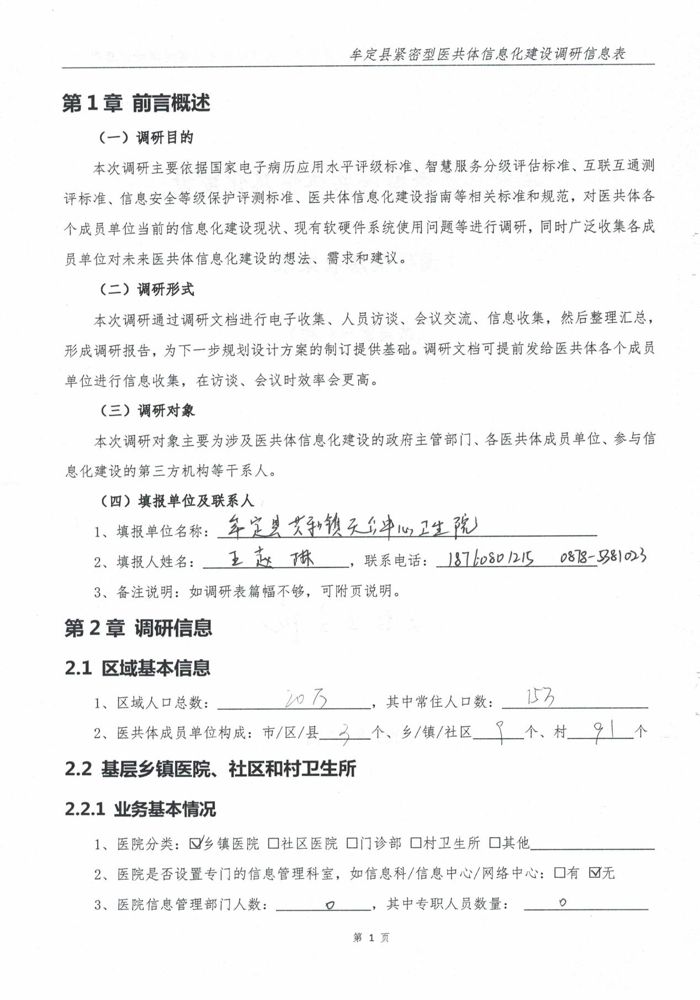 牟定县紧密型医共体信息化建设调研信息表
第 1 章 前言概述
（一）调研目的
本次调研主要依据国家电子病历应用水平评级标准、智慧服务分级评估标准、互联互通测
评标准、信息安全等级保护评测标准、医共体信息化建设指南等相关标准和规范，对医共体各
个成员单位当前的信息化建设现状、现有软硬件系统使用问题等进行调研，同时广泛收集各成
员单位对未来医共体信息化建设的想法、需求和建议。
（二）调研形式
本次调研通过调研文档进行电子收集、人员访谈、会议交流、信息收集，然后整理汇总，
形成调研报告，为下一步规划设计方案的制订提供基础。调研文档可提前发给医共体各个成员
单位进行信息收集，在访谈、会议时效率会更高。
（三）调研对象
本次调研对象主要为涉及医共体信息化建设的政府主管部门、各医共体成员单位、参与信
息化建设的第三方机构等干系人。
（四）填报单位及联系人
1、填报单位名称：牟定县共和镇天台中心卫生院
2、填报人姓名：王赵琳，联系电话：0878-5381023
3、备注说明：如调研表篇幅不够，可附页说明。
第 2 章 调研信息
2.1 区域基本信息
1、区域人口总数：20万，其中常住人口数：15万
2、医共体成员单位构成：市/区/县 3 个、乡/镇/社区 9 个、村 91 个
2.2 基层乡镇医院、社区和村卫生所
2.2.1 业务基本情况
1、医院分类：☑乡镇医院 □社区医院 □门诊部 □村卫生所 □其他
2、医院是否设置专门的信息管理科室，如信息科/信息中心/网络中心：□有 ☑无
3、医院信息管理部门人数：0，其中专职人员数量：0
第 1 页